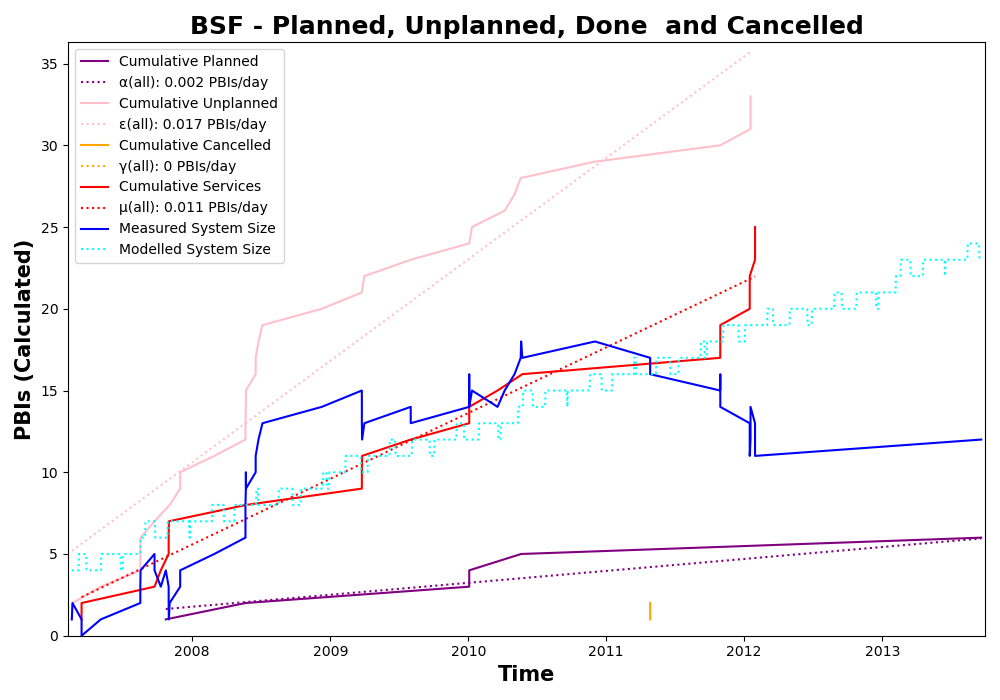 BSF - Planned, Unplanned, Done  and Cancelled
Cumulative Planned
α(all): 0.002 PBIs/day
Cumulative Unplanned
ε(all): 0.017 PBIs/day
Cumulative Cancelled
γ(all): 0 PBIs/day
Cumulative Services
μ(all): 0.011 PBIs/day
Measured System Size
Modelled System Size
PBIs (Calculated)
35
30
25
20
15
10
5
0
2008 2009 2010 2011 2012 2013
Time